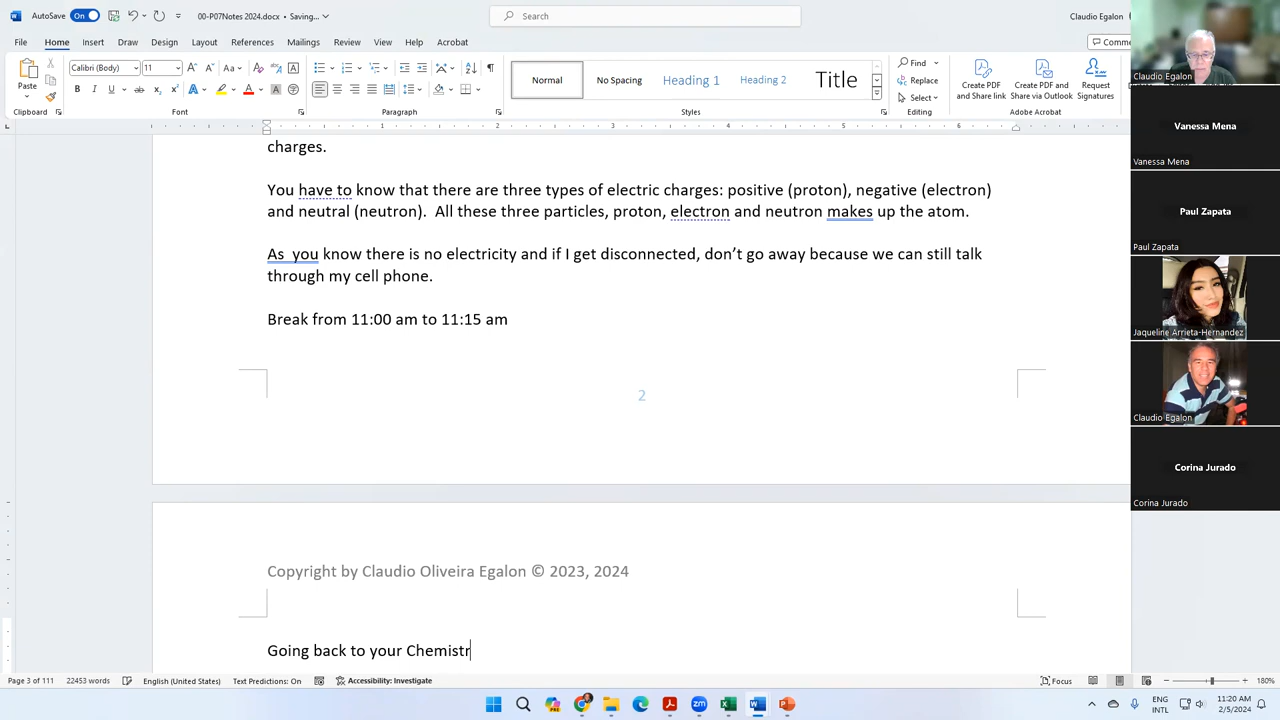 AutoSave On 00-P07Notes 2024.docx • Saving... Search Claudio Egalon
File Home Insert Draw Design Layout References Mailings Review View Help Acrobat Comme
Paste Calibri (Body) 11 Normal No Spacing Heading 1 Heading 2 Title Find Replace Select Create PDF and Share link Create PDF and Share via Outlook Request Signatures
Clipboard Font Paragraph Styles Editing Adobe Acrobat
charges.
You have to know that there are three types of electric charges: positive (proton), negative (electron)
and neutral (neutron). All these three particles, proton, electron and neutron makes up the atom.
As you know there is no electricity and if I get disconnected, don’t go away because we can still talk
through my cell phone.
Break from 11:00 am to 11:15 am
2
Copyright by Claudio Oliveira Egalon © 2023, 2024
Going back to your Chemistr
Page 3 of 111 22453 words English (United States) Text Predictions: On Accessibility: Investigate Focus 180%
ENG INTL 11:20 AM 2/5/2024
Claudio Egalon
Vanessa Mena
Vanessa Mena
Paul Zapata
Paul Zapata
Jaqueline Arrieta-Hernandez
Claudio Egalon
Corina Jurado
Corina Jurado